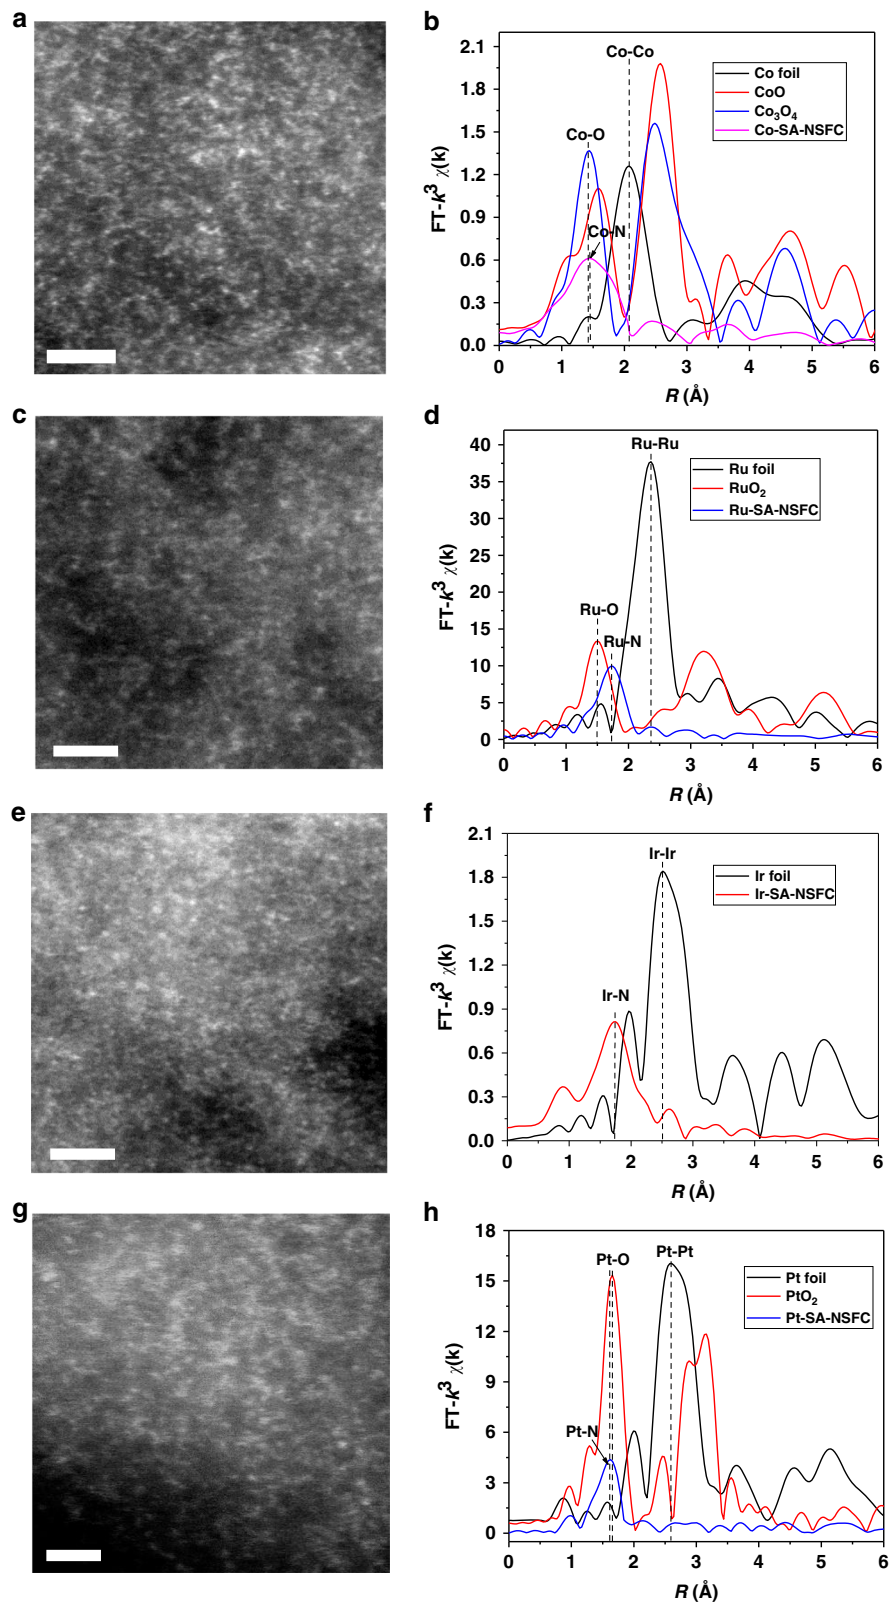 a
b
2.1
1.8
1.5
1.2
0.9
0.6
0.3
0.0
FT-k³ χ(k)
Co-Co
Co-O
Co-N
Co foil
CoO
Co₃O₄
Co-SA-NSFC
0 1 2 3 4 5 6
R (Å)
c
d
40
35
30
25
20
15
10
5
0
FT-k³ χ(k)
Ru-Ru
Ru-O
Ru-N
Ru foil
RuO₂
Ru-SA-NSFC
0 1 2 3 4 5 6
R (Å)
e
f
2.1
1.8
1.5
1.2
0.9
0.6
0.3
0.0
FT-k³ χ(k)
Ir-Ir
Ir-N
Ir foil
Ir-SA-NSFC
0 1 2 3 4 5 6
R (Å)
g
h
18
15
12
9
6
3
0
FT-k³ χ(k)
Pt-O
Pt-Pt
Pt-N
Pt foil
PtO₂
Pt-SA-NSFC
0 1 2 3 4 5 6
R (Å)